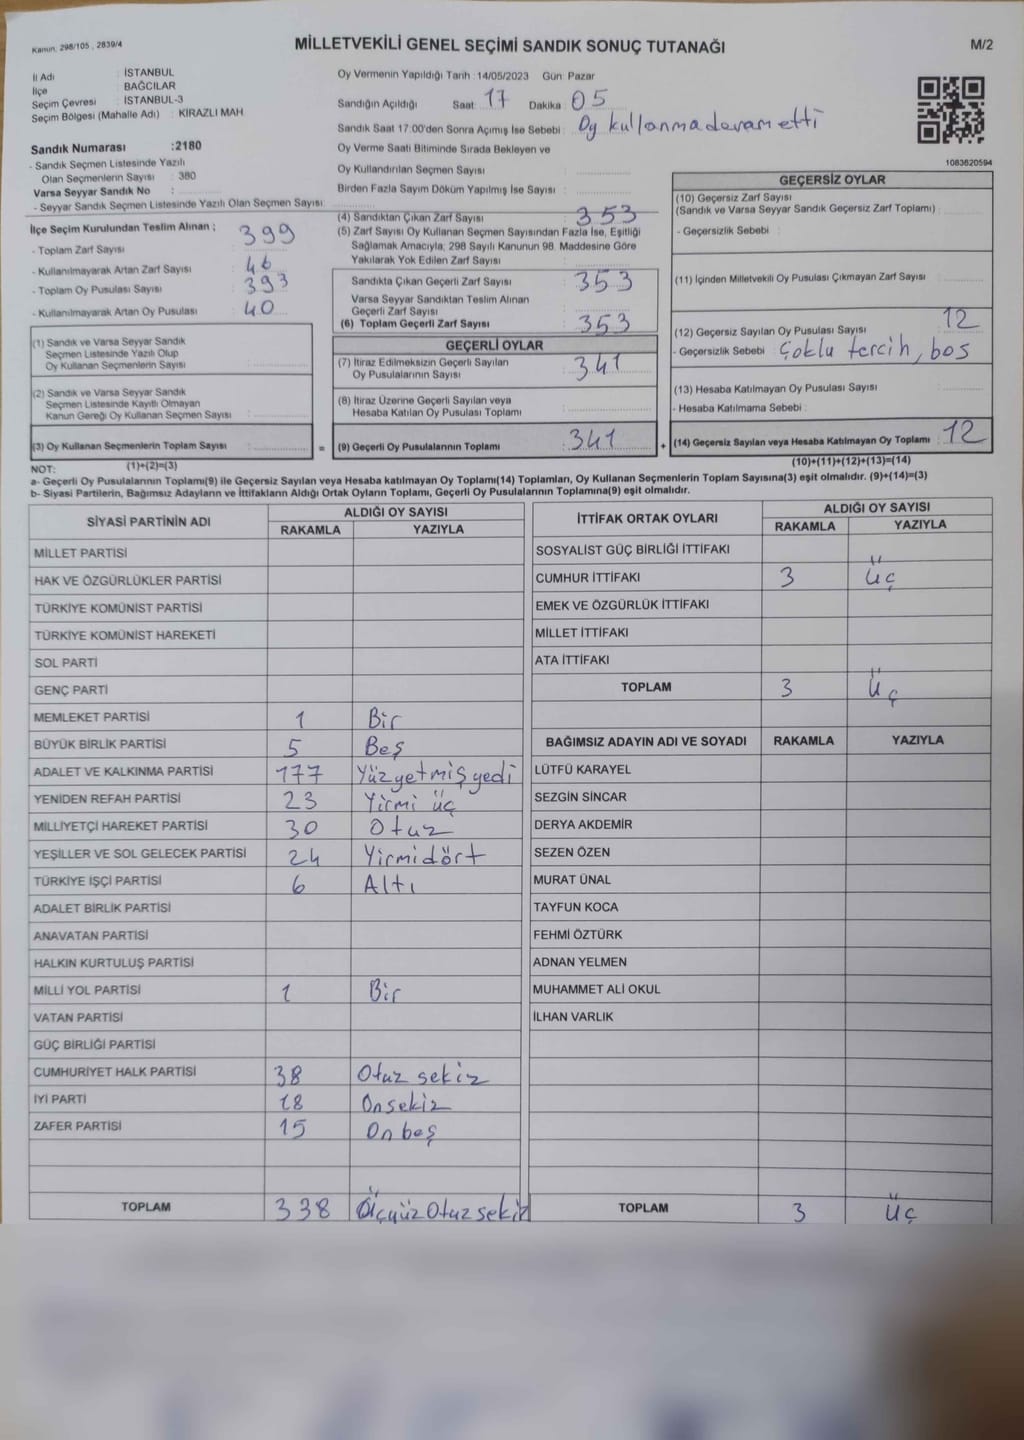 Kanun, 298/105 , 2839/4
MİLLETVEKİLİ GENEL SEÇİMİ SANDIK SONUÇ TUTANAĞI
M/2
İl Adı : İSTANBUL
İlçe : BAĞCILAR
Seçim Çevresi : İSTANBUL-3
Seçim Bölgesi (Mahalle Adı) : KİRAZLI MAH
Sandık Numarası :2180
- Sandık Seçmen Listesinde Yazılı
Olan Seçmenlerin Sayısı : 380
Varsa Seyyar Sandık No :
- Seyyar Sandık Seçmen Listesinde Yazılı Olan Seçmen Sayısı:
Oy Vermenin Yapıldığı Tarih :14/05/2023 Gün: Pazar
Sandığın Açıldığı Saat: 17 Dakika: 05
Sandık Saat 17:00'den Sonra Açımış İse Sebebi : Oy kullanma devam etti
Oy Verme Saati Bitiminde Sırada Bekleyen ve
Oy Kullandırılan Seçmen Sayısı :
Birden Fazla Sayım Döküm Yapılmış İse Sayısı :
1083620594
İlçe Seçim Kurulundan Teslim Alınan ;
- Toplam Zarf Sayısı : 399
- Kullanılmayarak Artan Zarf Sayısı : 46
- Toplam Oy Pusulası Sayısı : 393
- Kullanılmayarak Artan Oy Pusulası : 40
(1) Sandık ve Varsa Seyyar Sandık
Seçmen Listesinde Yazılı Olup
Oy Kullanan Seçmenlerin Sayısı :
(2) Sandık ve Varsa Seyyar Sandık
Seçmen Listesinde Kayıtlı Olmayan
Kanun Gereği Oy Kullanan Seçmen Sayısı :
(3) Oy Kullanan Seçmenlerin Toplam Sayısı :
(1)+(2)=(3)
(4) Sandıktan Çıkan Zarf Sayısı : 353
(5) Zarf Sayısı Oy Kullanan Seçmen Sayısından Fazla İse, Eşitliği
Sağlamak Amacıyla; 298 Sayılı Kanunun 98. Maddesine Göre
Yakılarak Yok Edilen Zarf Sayısı :
Sandıkta Çıkan Geçerli Zarf Sayısı : 353
Varsa Seyyar Sandıktan Teslim Alınan
Geçerli Zarf Sayısı :
(6) Toplam Geçerli Zarf Sayısı : 353
GEÇERLİ OYLAR
(7) İtiraz Edilmeksizin Geçerli Sayılan
Oy Pusulalarının Sayısı : 341
(8) İtiraz Üzerine Geçerli Sayılan veya
Hesaba Katılan Oy Pusulası Toplamı :
= (9) Geçerli Oy Pusulalarının Toplamı : 341
GEÇERSİZ OYLAR
(10) Geçersiz Zarf Sayısı
(Sandık ve Varsa Seyyar Sandık Geçersiz Zarf Toplamı) :
- Geçersizlik Sebebi :
(11) İçinden Milletvekili Oy Pusulası Çıkmayan Zarf Sayısı :
(12) Geçersiz Sayılan Oy Pusulası Sayısı : 12
- Geçersizlik Sebebi : Çoklu tercih, boş
(13) Hesaba Katılmayan Oy Pusulası Sayısı :
- Hesaba Katılmama Sebebi :
+ (14) Geçersiz Sayılan veya Hesaba Katılmayan Oy Toplamı : 12
(10)+(11)+(12)+(13)=(14)
NOT:
a- Geçerli Oy Pusulalarının Toplamı(9) ile Geçersiz Sayılan veya Hesaba katılmayan Oy Toplamı(14) Toplamları, Oy Kullanan Seçmenlerin Toplam Sayısına(3) eşit olmalıdır. (9)+(14)=(3)
b- Siyasi Partilerin, Bağımsız Adayların ve İttifakların Aldığı Ortak Oyların Toplamı, Geçerli Oy Pusulalarının Toplamına(9) eşit olmalıdır.
SİYASİ PARTİNİN ADI ALDIĞI OY SAYISI
RAKAMLA YAZIYLA
MİLLET PARTİSİ
HAK VE ÖZGÜRLÜKLER PARTİSİ
TÜRKİYE KOMÜNİST PARTİSİ
TÜRKİYE KOMÜNİST HAREKETİ
SOL PARTİ
GENÇ PARTİ
MEMLEKET PARTİSİ 1 Bir
BÜYÜK BİRLİK PARTİSİ 5 Beş
ADALET VE KALKINMA PARTİSİ 177 Yüz yetmiş yedi
YENİDEN REFAH PARTİSİ 23 Yirmi üç
MİLLİYETÇİ HAREKET PARTİSİ 30 Otuz
YEŞİLLER VE SOL GELECEK PARTİSİ 24 Yirmidört
TÜRKİYE İŞÇİ PARTİSİ 6 Altı
ADALET BİRLİK PARTİSİ
ANAVATAN PARTİSİ
HALKIN KURTULUŞ PARTİSİ
MİLLİ YOL PARTİSİ 1 Bir
VATAN PARTİSİ
GÜÇ BİRLİĞİ PARTİSİ
CUMHURİYET HALK PARTİSİ 38 Otuz sekiz
İYİ PARTİ 18 Onsekiz
ZAFER PARTİSİ 15 On beş
TOPLAM 338 Üçyüz Otuz sekiz
İTTİFAK ORTAK OYLARI ALDIĞI OY SAYISI
RAKAMLA YAZIYLA
SOSYALİST GÜÇ BİRLİĞİ İTTİFAKI
CUMHUR İTTİFAKI 3 Üç
EMEK VE ÖZGÜRLÜK İTTİFAKI
MİLLET İTTİFAKI
ATA İTTİFAKI
TOPLAM 3 Üç
BAĞIMSIZ ADAYIN ADI VE SOYADI RAKAMLA YAZIYLA
LÜTFÜ KARAYEL
SEZGİN SİNCAR
DERYA AKDEMİR
SEZEN ÖZEN
MURAT ÜNAL
TAYFUN KOCA
FEHMİ ÖZTÜRK
ADNAN YELMEN
MUHAMMET ALİ OKUL
İLHAN VARLIK
TOPLAM 3 Üç